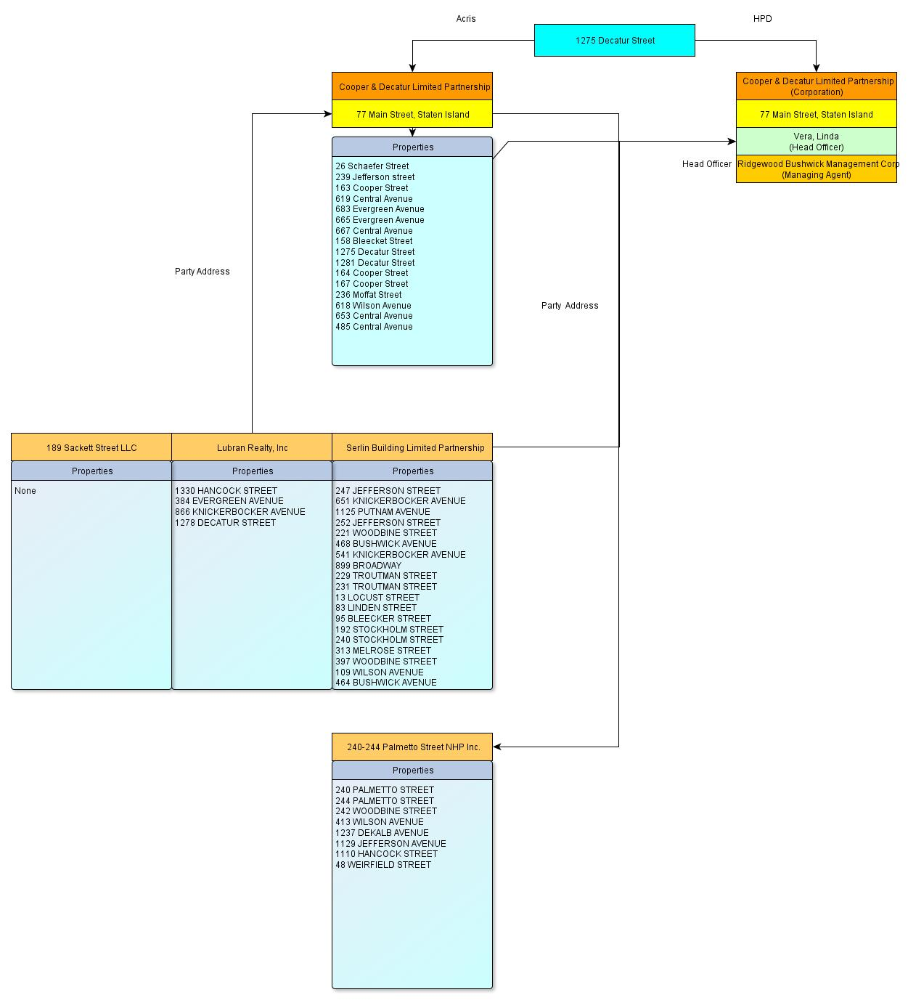 Acris
HPD
1275 Decatur Street
Cooper & Decatur Limited Partnership
77 Main Street, Staten Island
Cooper & Decatur Limited Partnership
(Corporation)
77 Main Street, Staten Island
Vera, Linda
(Head Officer)
Head Officer
Ridgewood Bushwick Management Corp
(Managing Agent)
Properties
26 Schaefer Street
239 Jefferson street
163 Cooper Street
619 Central Avenue
683 Evergreen Avenue
665 Evergreen Avenue
667 Central Avenue
158 Bleecket Street
1275 Decatur Street
1281 Decatur Street
164 Cooper Street
167 Cooper Street
236 Moffat Street
618 Wilson Avenue
653 Central Avenue
485 Central Avenue
Party Address
Party Address
189 Sackett Street LLC
Properties
None
Lubran Realty, Inc
Properties
1330 HANCOCK STREET
384 EVERGREEN AVENUE
866 KNICKERBOCKER AVENUE
1278 DECATUR STREET
Serlin Building Limited Partnership
Properties
247 JEFFERSON STREET
651 KNICKERBOCKER AVENUE
1125 PUTNAM AVENUE
252 JEFFERSON STREET
221 WOODBINE STREET
468 BUSHWICK AVENUE
541 KNICKERBOCKER AVENUE
899 BROADWAY
229 TROUTMAN STREET
231 TROUTMAN STREET
13 LOCUST STREET
83 LINDEN STREET
95 BLEECKER STREET
192 STOCKHOLM STREET
240 STOCKHOLM STREET
313 MELROSE STREET
397 WOODBINE STREET
109 WILSON AVENUE
464 BUSHWICK AVENUE
240-244 Palmetto Street NHP Inc.
Properties
240 PALMETTO STREET
244 PALMETTO STREET
242 WOODBINE STREET
413 WILSON AVENUE
1237 DEKALB AVENUE
1129 JEFFERSON AVENUE
1110 HANCOCK STREET
48 WEIRFIELD STREET